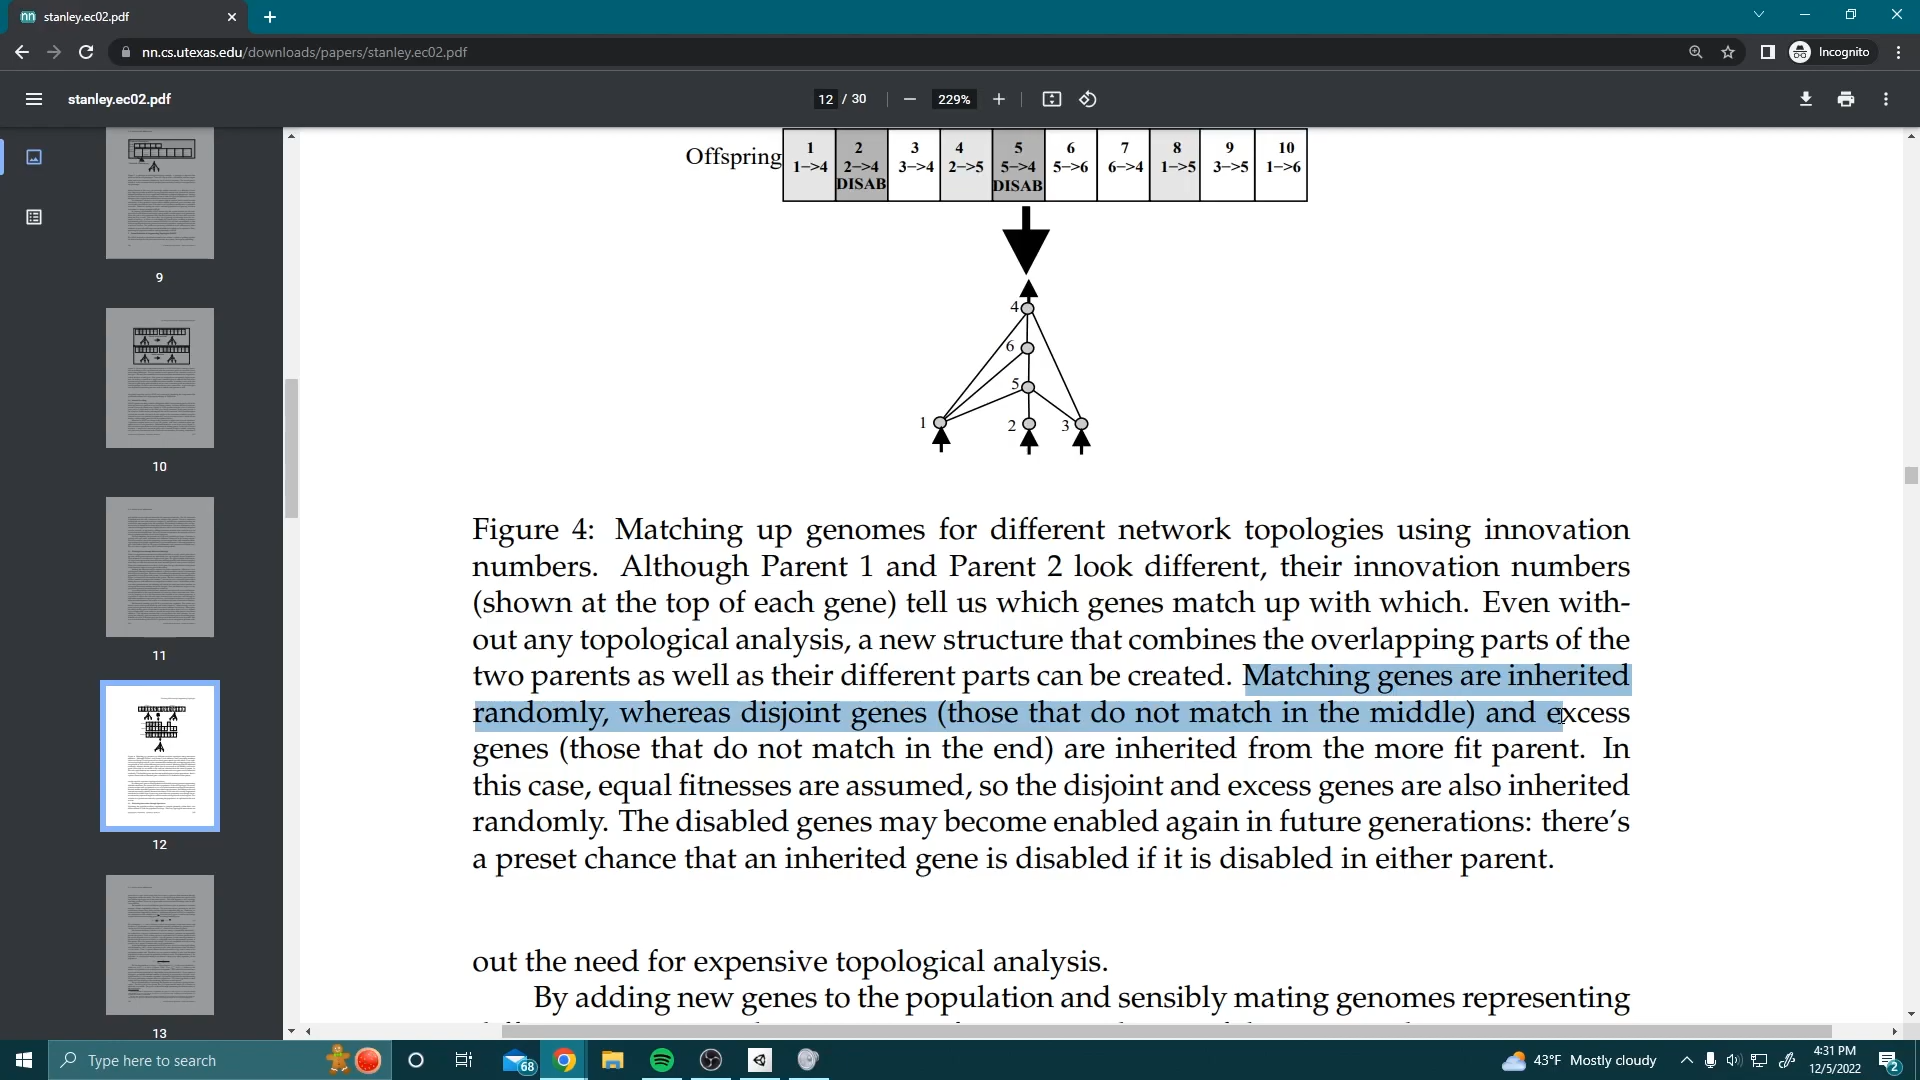 stanley.ec02.pdf
nn.cs.utexas.edu/downloads/papers/stanley.ec02.pdf
Incognito
stanley.ec02.pdf
12 / 30
229%
9
10
11
12
13
Offspring
1 2 3 4 5 6 7 8 9 10
1->4 2->4 3->4 2->5 5->4 5->6 6->4 1->5 3->5 1->6
DISAB DISAB
4
6
5
1 2 3
Figure 4: Matching up genomes for different network topologies using innovation
numbers. Although Parent 1 and Parent 2 look different, their innovation numbers
(shown at the top of each gene) tell us which genes match up with which. Even with-
out any topological analysis, a new structure that combines the overlapping parts of the
two parents as well as their different parts can be created. Matching genes are inherited
randomly, whereas disjoint genes (those that do not match in the middle) and excess
genes (those that do not match in the end) are inherited from the more fit parent. In
this case, equal fitnesses are assumed, so the disjoint and excess genes are also inherited
randomly. The disabled genes may become enabled again in future generations: there's
a preset chance that an inherited gene is disabled if it is disabled in either parent.
out the need for expensive topological analysis.
By adding new genes to the population and sensibly mating genomes representing
Type here to search
68
43°F Mostly cloudy
4:31 PM
12/5/2022
2